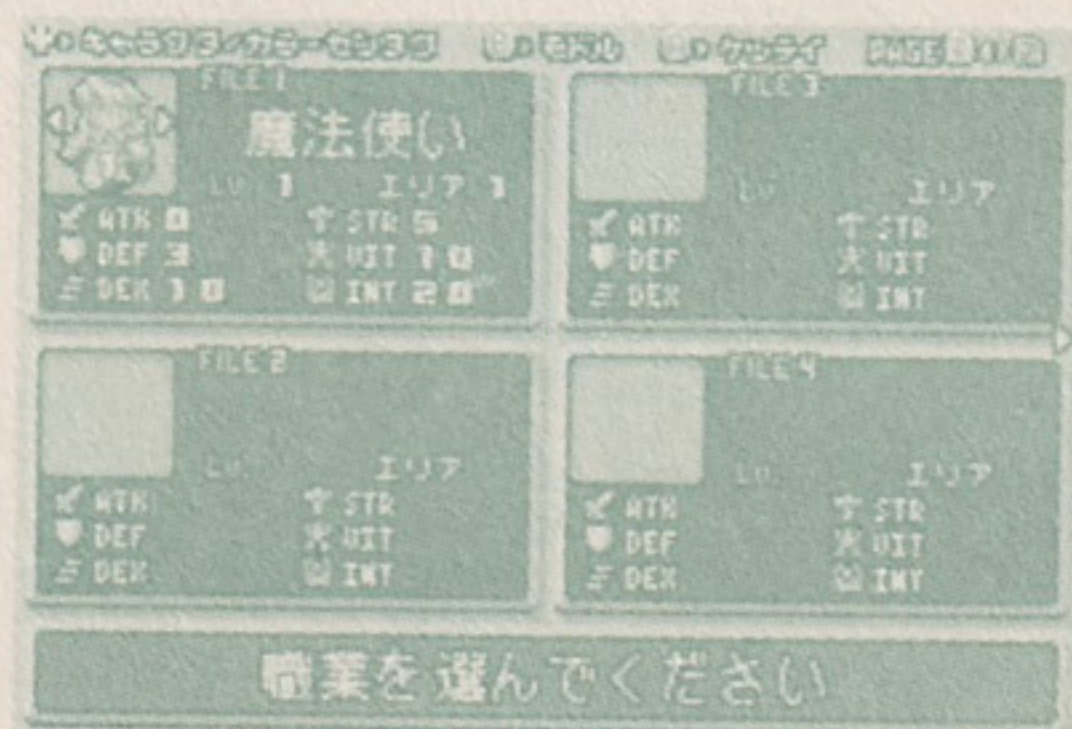 キャラクタ/カラーセンタク モドル ケツテイ PAGE
FILE 1
魔法使い
Lv 1 エリア 1
ATK 0 STR 5
DEF 3 VIT 10
DEX 10 INT 20
FILE 3
Lv エリア
ATK STR
DEF VIT
DEX INT
FILE 2
Lv エリア
ATK STR
DEF VIT
DEX INT
FILE 4
Lv エリア
ATK STR
DEF VIT
DEX INT
職業を選んでください